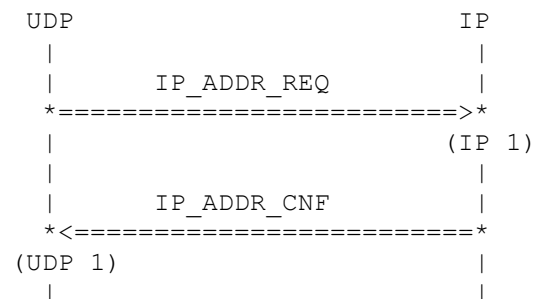 UDP                         IP
 |                          |
 |      IP_ADDR_REQ         |
 *=========================>*
 |                        (IP 1)
 |                          |
 |      IP_ADDR_CNF         |
 *<=========================*
(UDP 1)                     |
 |                          |